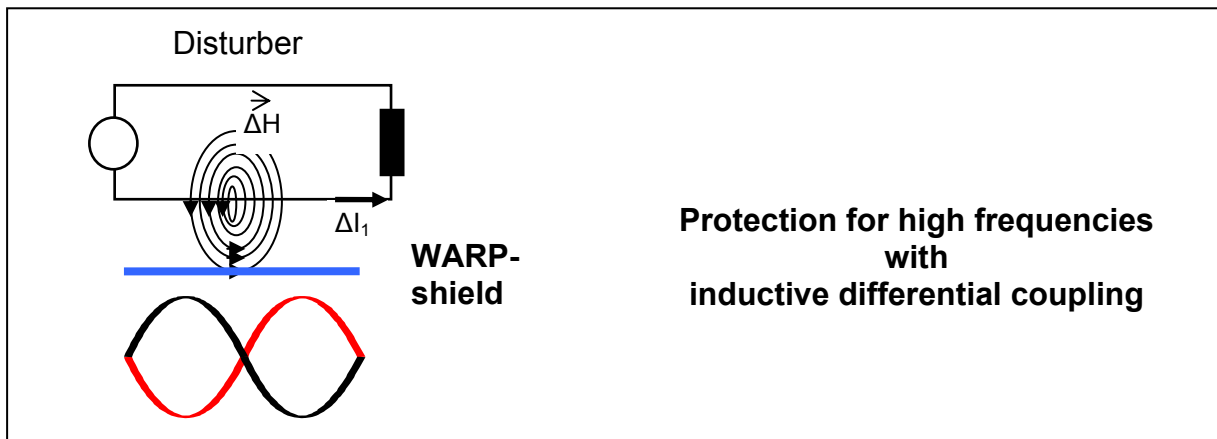 Disturber
ΔH
ΔI₁
WARP-
shield
Protection for high frequencies
with
inductive differential coupling